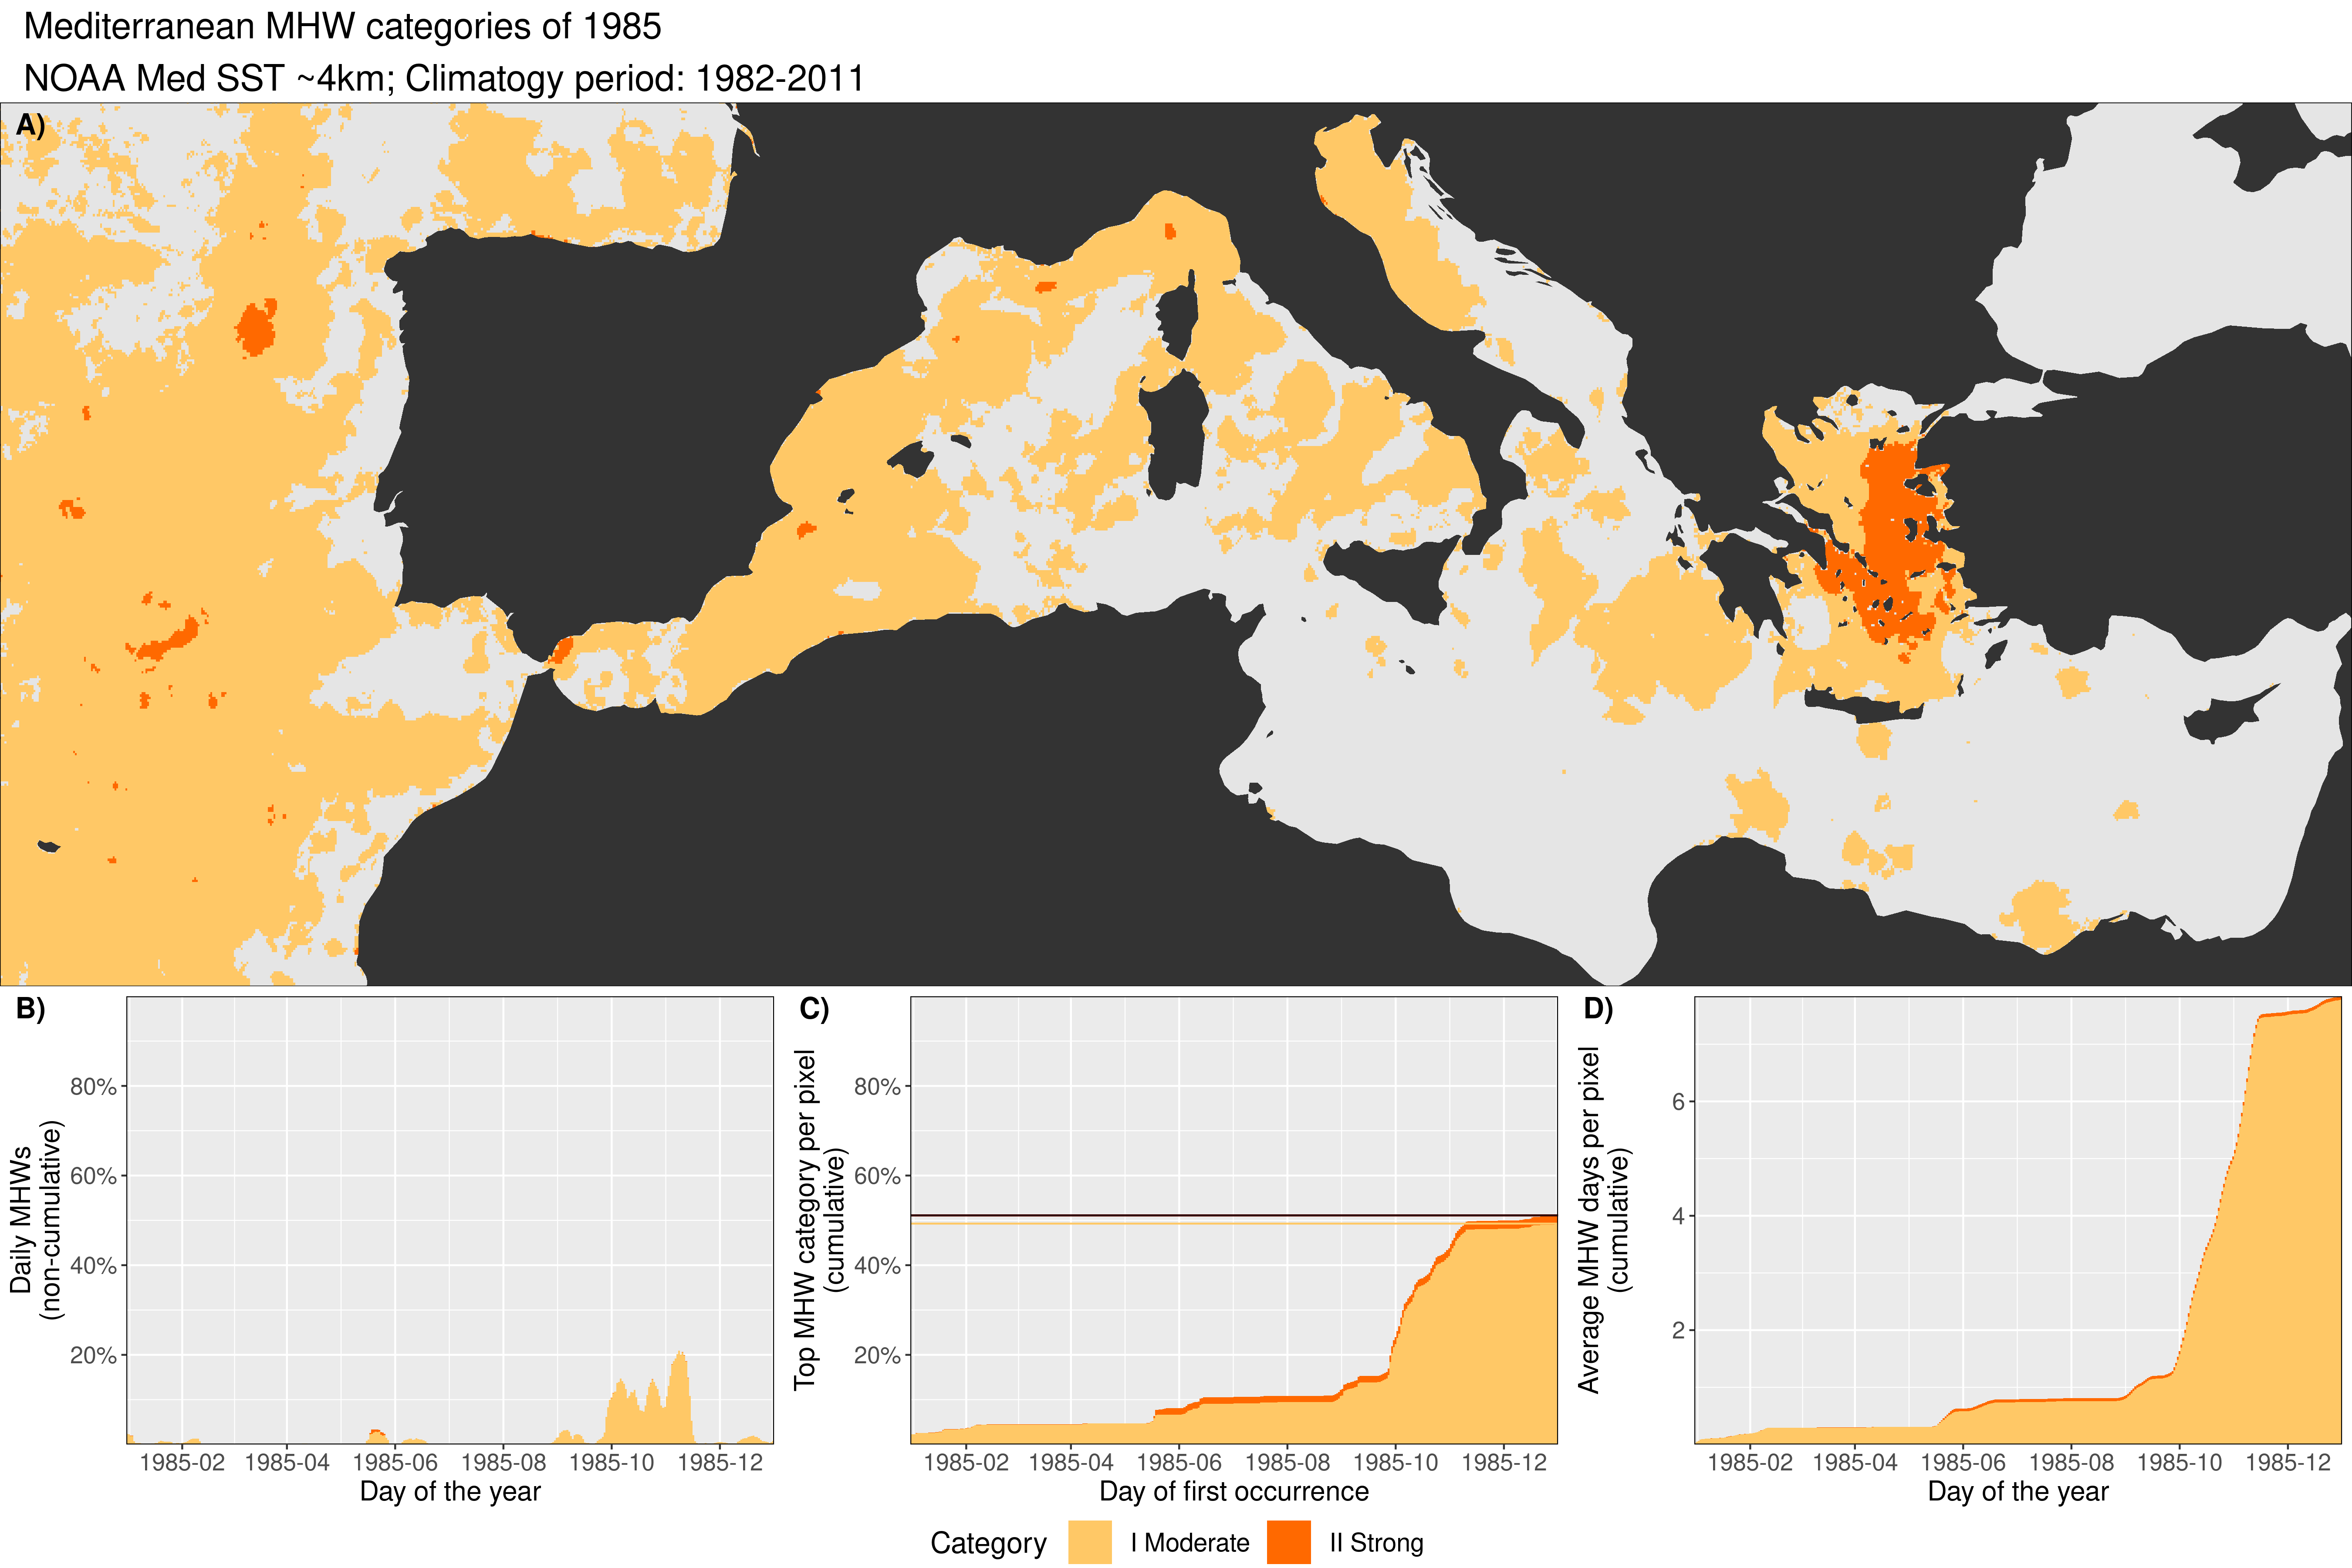 Mediterranean MHW categories of 1985
NOAA Med SST ~4km; Climatogy period: 1982-2011
A)
B)
Daily MHWs
(non-cumulative)
80%
60%
40%
20%
1985-02 1985-04 1985-06 1985-08 1985-10 1985-12
Day of the year
C)
Top MHW category per pixel
(cumulative)
80%
60%
40%
20%
1985-02 1985-04 1985-06 1985-08 1985-10 1985-12
Day of first occurrence
D)
Average MHW days per pixel
(cumulative)
6
4
2
1985-02 1985-04 1985-06 1985-08 1985-10 1985-12
Day of the year
Category I Moderate II Strong